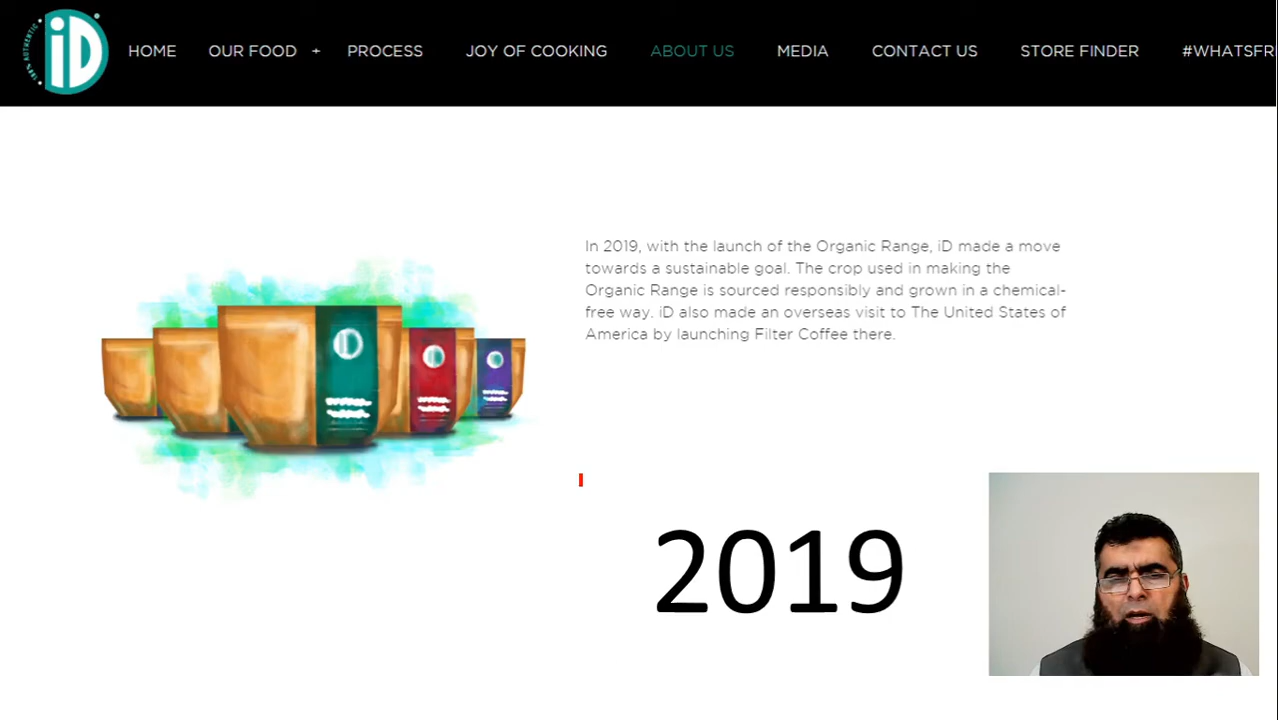 iD
100% AUTHENTIC
HOME
OUR FOOD +
PROCESS
JOY OF COOKING
ABOUT US
MEDIA
CONTACT US
STORE FINDER
#WHATSFR
In 2019, with the launch of the Organic Range, iD made a move
towards a sustainable goal. The crop used in making the
Organic Range is sourced responsibly and grown in a chemical-
free way. iD also made an overseas visit to The United States of
America by launching Filter Coffee there.
2019